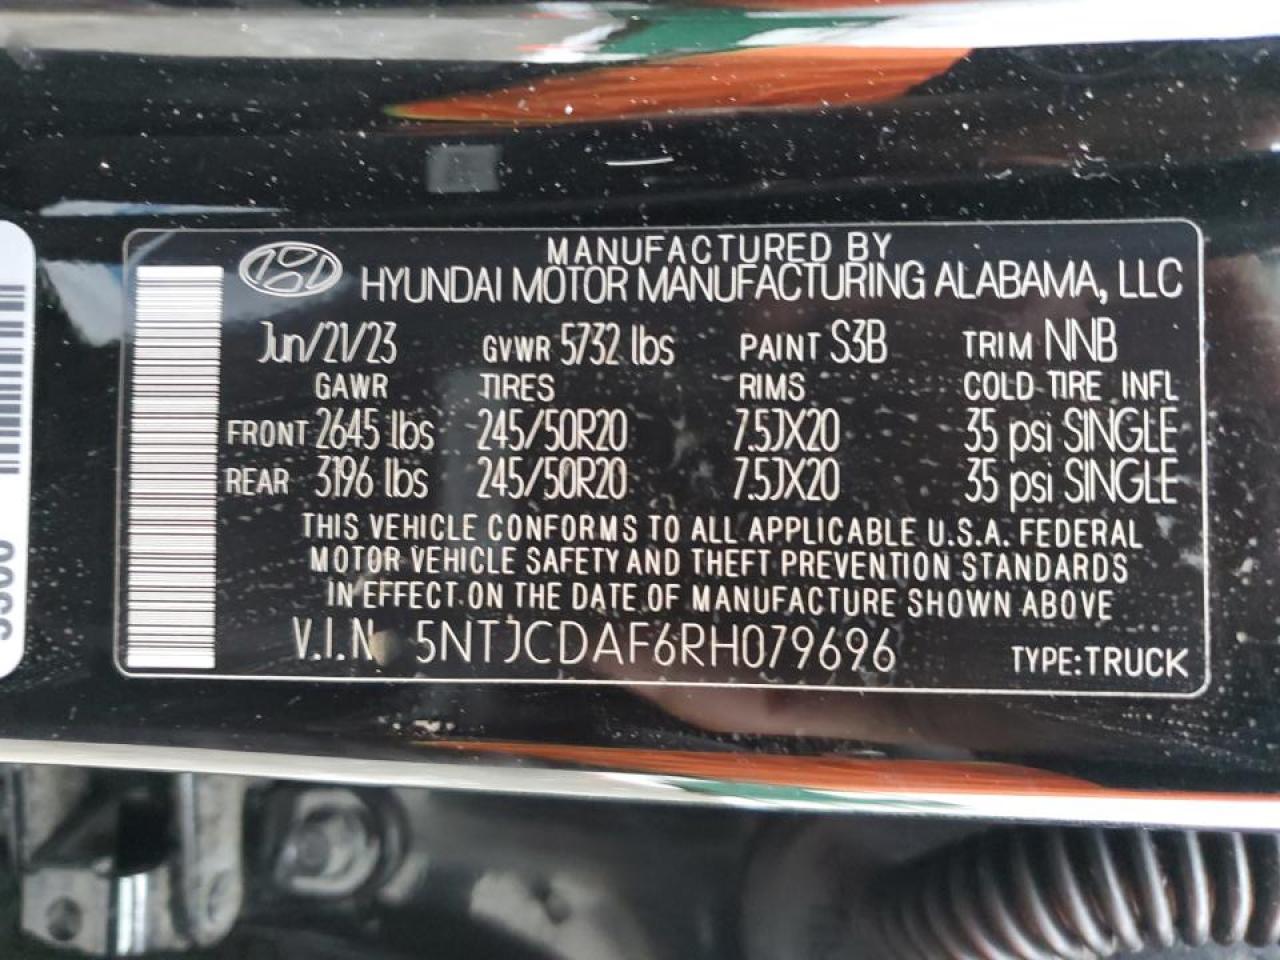 MANUFACTURED BY
HYUNDAI MOTOR MANUFACTURING ALABAMA, LLC
Jun/21/23 GVWR 5732 lbs PAINT S3B TRIM NNB
GAWR TIRES RIMS COLD TIRE INFL
FRONT 2645 lbs 245/50R20 7.5JX20 35 psi SINGLE
REAR 3196 lbs 245/50R20 7.5JX20 35 psi SINGLE
THIS VEHICLE CONFORMS TO ALL APPLICABLE U.S.A. FEDERAL
MOTOR VEHICLE SAFETY AND THEFT PREVENTION STANDARDS
IN EFFECT ON THE DATE OF MANUFACTURE SHOWN ABOVE
V.I.N. 5NTJCDAF6RH079696 TYPE:TRUCK